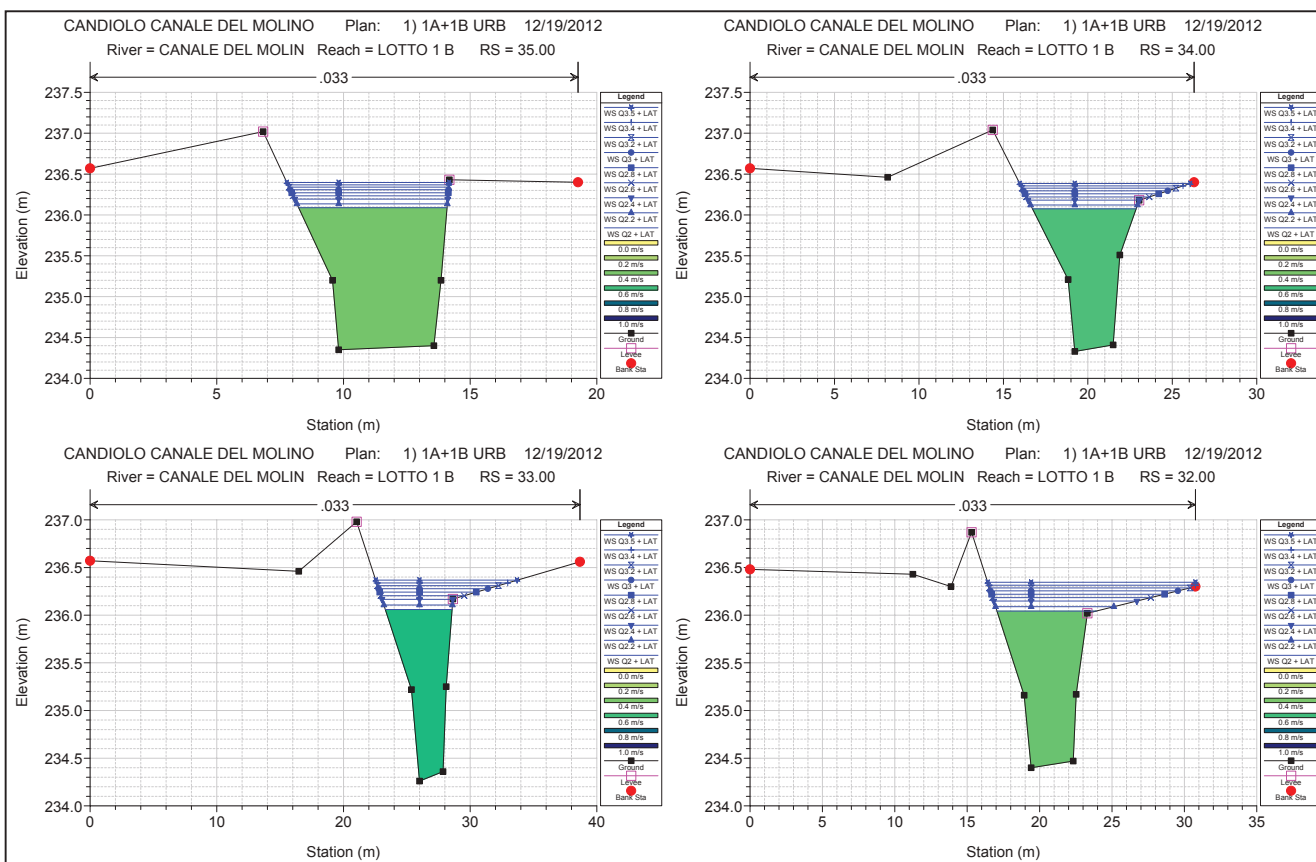 CANDIOLO CANALE DEL MOLINO Plan: 1) 1A+1B URB 12/19/2012
River = CANALE DEL MOLIN Reach = LOTTO 1 B RS = 35.00
.033
237.5
237.0
236.5
236.0
235.5
235.0
234.5
234.0
Elevation (m)
0 5 10 15 20
Station (m)
Legend
WS Q3.5 + LAT
WS Q3.4 + LAT
WS Q3.2 + LAT
WS Q3 + LAT
WS Q2.8 + LAT
WS Q2.6 + LAT
WS Q2.4 + LAT
WS Q2.2 + LAT
WS Q2 + LAT
0.0 m/s
0.2 m/s
0.4 m/s
0.6 m/s
0.8 m/s
1.0 m/s
Ground
Levee
Bank Sta
CANDIOLO CANALE DEL MOLINO Plan: 1) 1A+1B URB 12/19/2012
River = CANALE DEL MOLIN Reach = LOTTO 1 B RS = 34.00
.033
237.5
237.0
236.5
236.0
235.5
235.0
234.5
234.0
Elevation (m)
0 5 10 15 20 25 30
Station (m)
Legend
WS Q3.5 + LAT
WS Q3.4 + LAT
WS Q3.2 + LAT
WS Q3 + LAT
WS Q2.8 + LAT
WS Q2.6 + LAT
WS Q2.4 + LAT
WS Q2.2 + LAT
WS Q2 + LAT
0.0 m/s
0.2 m/s
0.4 m/s
0.6 m/s
0.8 m/s
1.0 m/s
Ground
Levee
Bank Sta
CANDIOLO CANALE DEL MOLINO Plan: 1) 1A+1B URB 12/19/2012
River = CANALE DEL MOLIN Reach = LOTTO 1 B RS = 33.00
.033
237.0
236.5
236.0
235.5
235.0
234.5
234.0
Elevation (m)
0 10 20 30 40
Station (m)
Legend
WS Q3.5 + LAT
WS Q3.4 + LAT
WS Q3.2 + LAT
WS Q3 + LAT
WS Q2.8 + LAT
WS Q2.6 + LAT
WS Q2.4 + LAT
WS Q2.2 + LAT
WS Q2 + LAT
0.0 m/s
0.2 m/s
0.4 m/s
0.6 m/s
0.8 m/s
1.0 m/s
Ground
Levee
Bank Sta
CANDIOLO CANALE DEL MOLINO Plan: 1) 1A+1B URB 12/19/2012
River = CANALE DEL MOLIN Reach = LOTTO 1 B RS = 32.00
.033
237.0
236.5
236.0
235.5
235.0
234.5
234.0
Elevation (m)
0 5 10 15 20 25 30 35
Station (m)
Legend
WS Q3.5 + LAT
WS Q3.4 + LAT
WS Q3.2 + LAT
WS Q3 + LAT
WS Q2.8 + LAT
WS Q2.6 + LAT
WS Q2.4 + LAT
WS Q2.2 + LAT
WS Q2 + LAT
0.0 m/s
0.2 m/s
0.4 m/s
0.6 m/s
0.8 m/s
1.0 m/s
Ground
Levee
Bank Sta